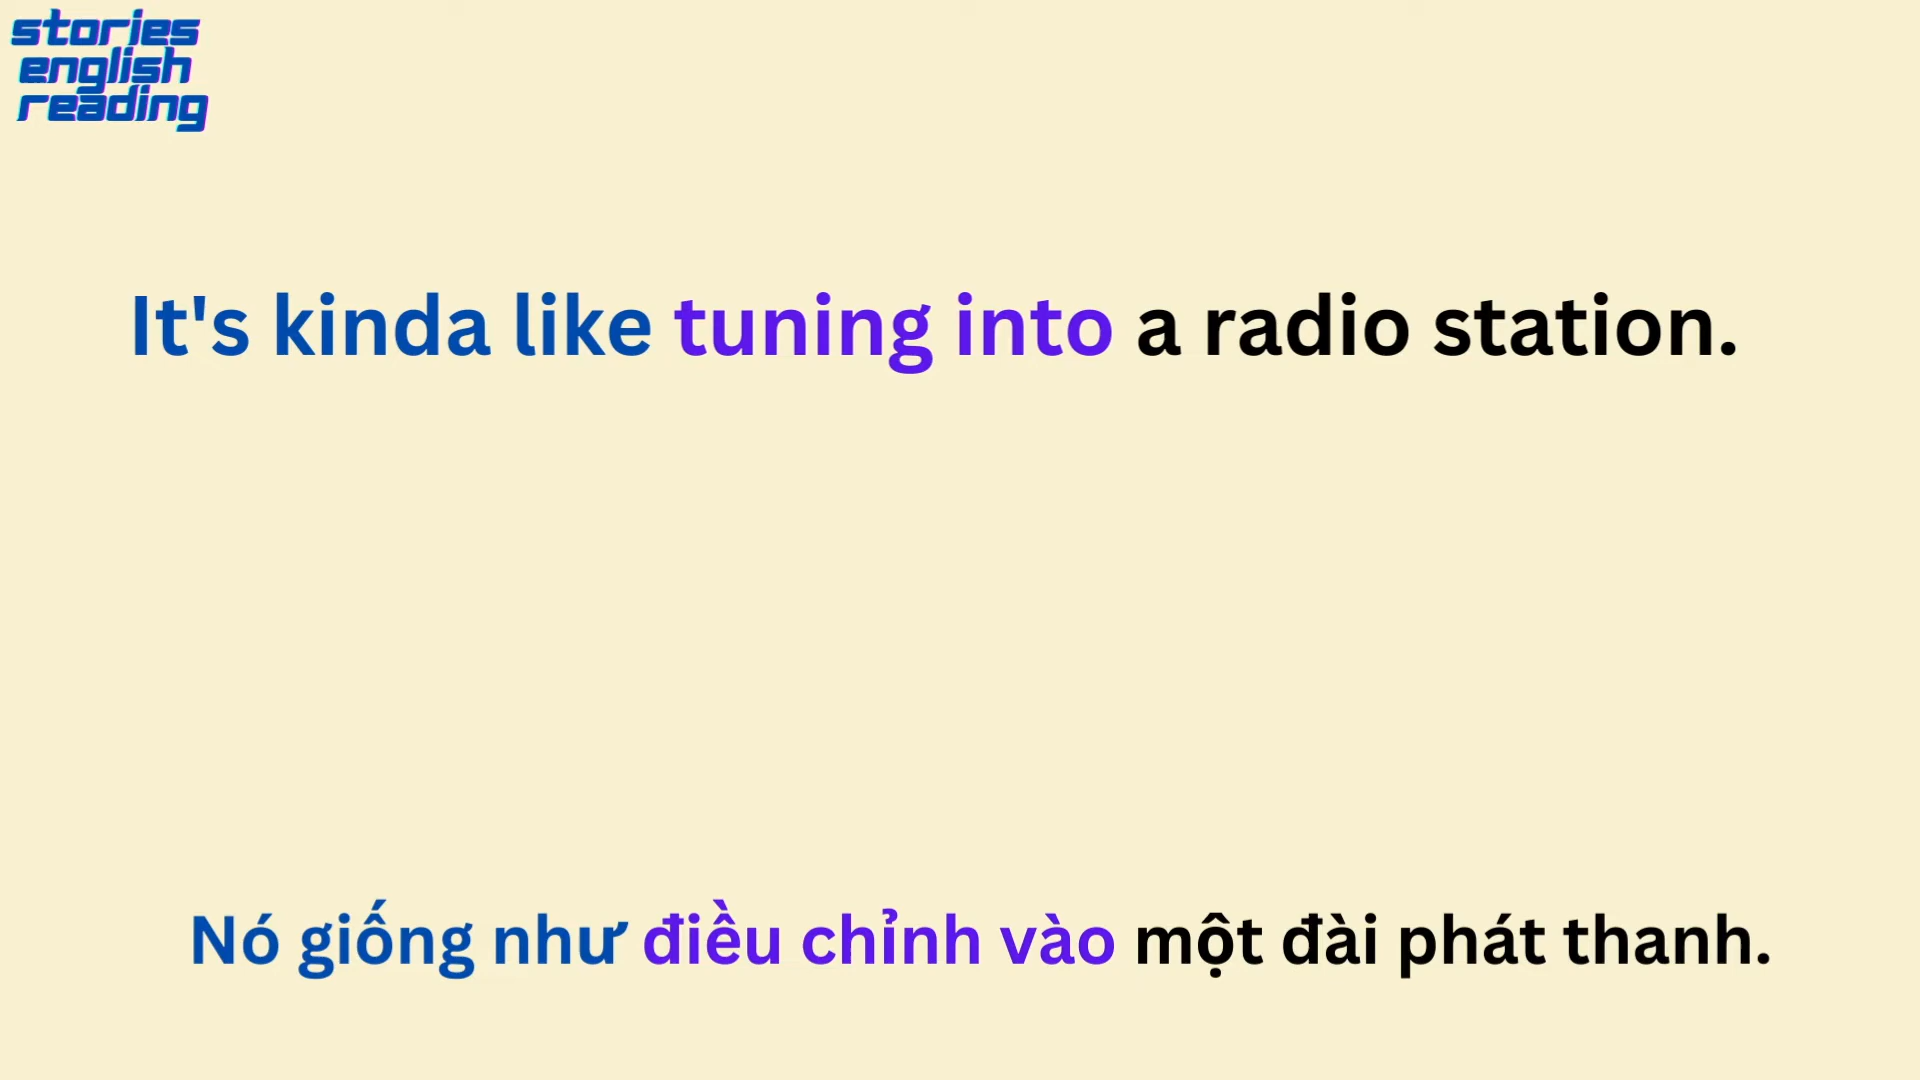 stories
english
reading
It's kinda like tuning into a radio station.
Nó giống như điều chỉnh vào một đài phát thanh.